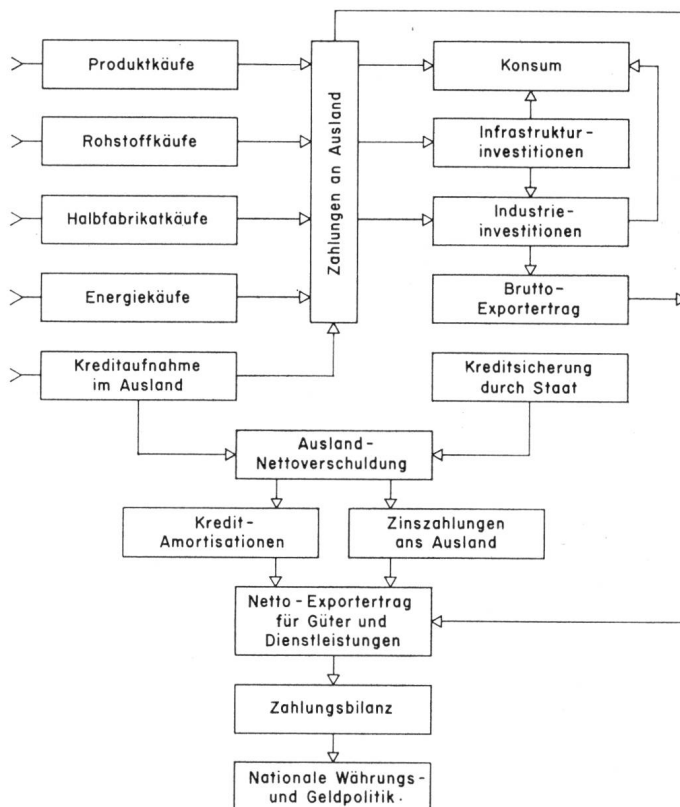 Produktkäufe
Rohstoffkäufe
Halbfabrikatkäufe
Energiekäufe
Kreditaufnahme
im Ausland
Zahlungen an Ausland
Konsum
Infrastruktur-
investitionen
Industrie-
investitionen
Brutto-
Exportertrag
Kreditsicherung
durch Staat
Ausland-
Nettoverschuldung
Kredit-
Amortisationen
Zinszahlungen
ans Ausland
Netto-Exportertrag
für Güter und
Dienstleistungen
Zahlungsbilanz
Nationale Währungs-
und Geldpolitik.